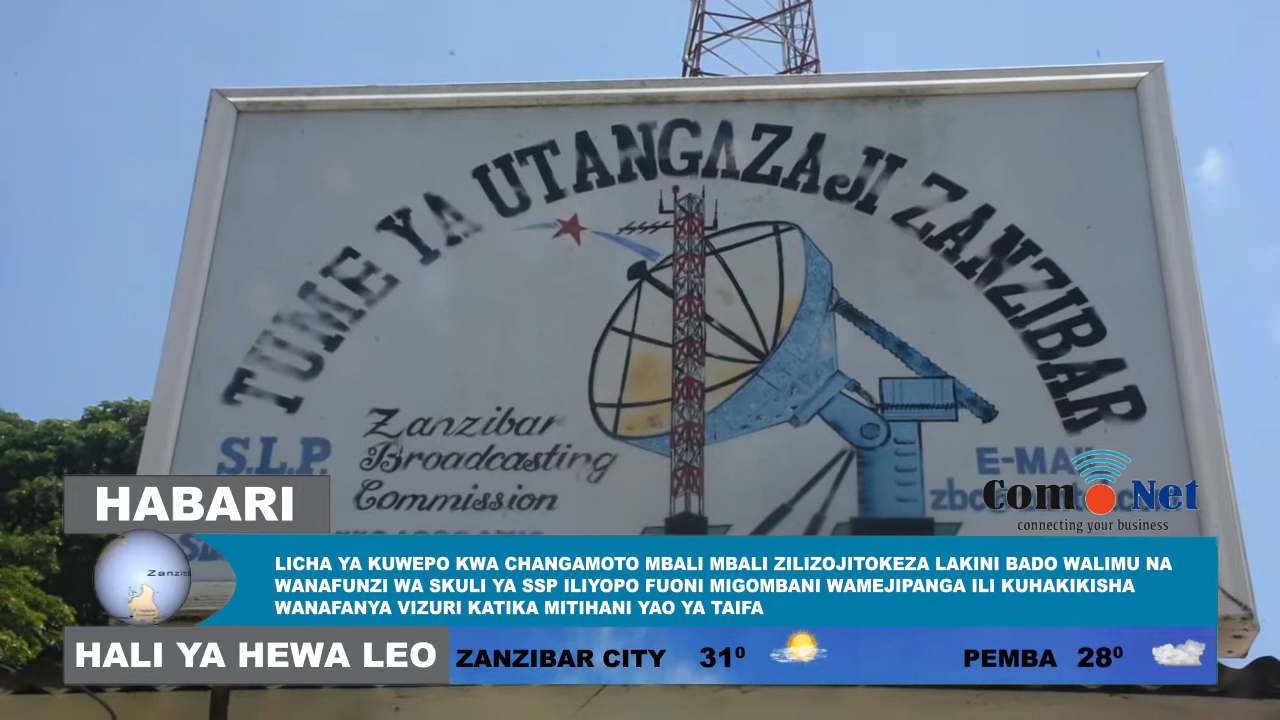 TUME YA UTANGAZAJI ZANZIBAR
Zanzibar
Broadcasting
Commission
S.L.P.
E-MAIL
HABARI
Com Net
connecting your business
LICHA YA KUWEPO KWA CHANGAMOTO MBALI MBALI ZILIZOJITOKEZA LAKINI BADO WALIMU NA
WANAFUNZI WA SKULI YA SSP ILIYOPO FUONI MIGOMBANI WAMEJIPANGA ILI KUHAKIKISHA
WANAFANYA VIZURI KATIKA MITIHANI YAO YA TAIFA
HALI YA HEWA LEO
ZANZIBAR CITY 31⁰
PEMBA 28⁰